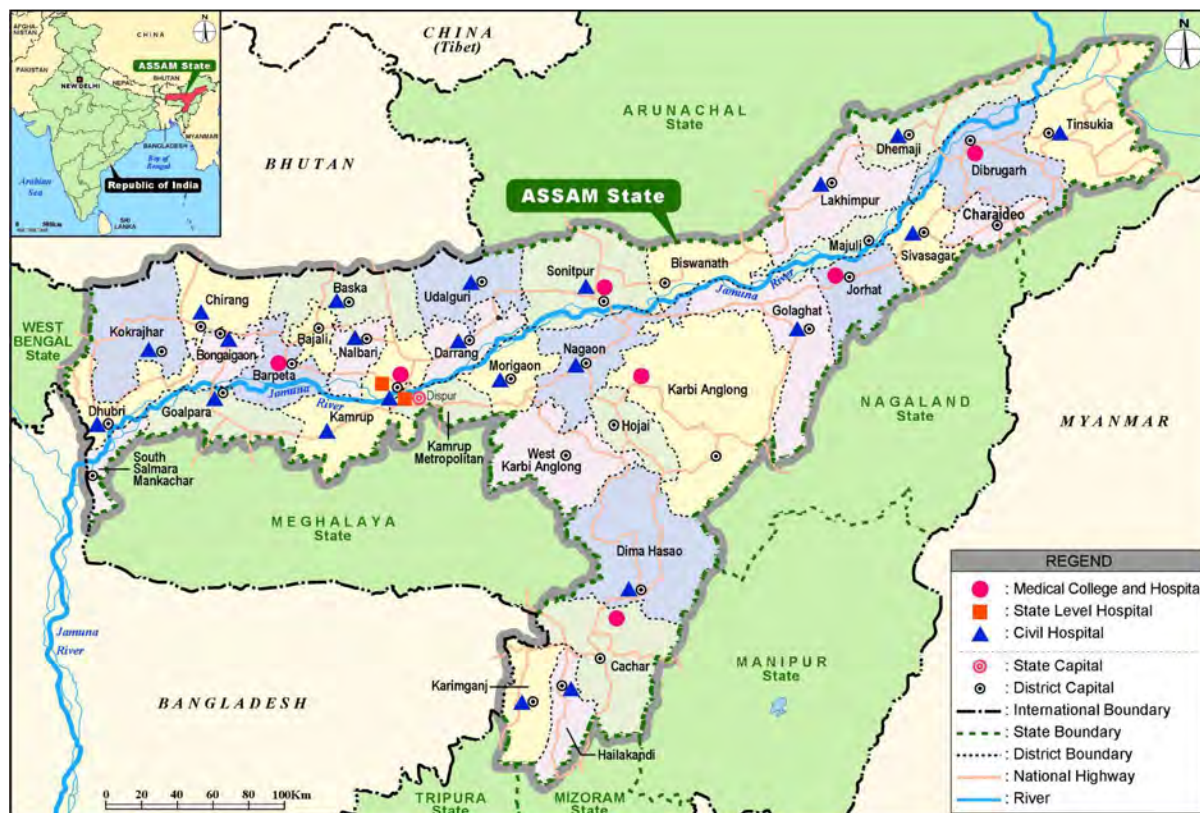 AFGHA-
NISTAN
CHINA
N
ASSAM State
PAKISTAN
NEPAL
BHUTAN
NEW DELHI
BANGLADESH
MYANMAR
Bay of
Bengal
Arabian
Sea
Republic of India
SRI
LANKA
CHINA
(Tibet)
N
ARUNACHAL
State
BHUTAN
ASSAM State
Tinsukia
Dhemaji
Dibrugarh
Lakhimpur
Charaideo
Majuli
Sivasagar
Sonitpur
Biswanath
Jamuna
River
Jorhat
Baska
Udalguri
Chirang
Golaghat
WEST
BENGAL
State
Kokrajhar
Bajali
Nalbari
Darrang
Bongaigaon
Nagaon
Barpeta
Morigaon
Karbi Anglong
NAGALAND
State
MYANMAR
Dhubri
Goalpara
Jamuna
River
Dispur
Kamrup
Hojai
Kamrup
Metropolitan
South
Salmara
Mankachar
West
Karbi Anglong
MEGHALAYA
State
Dima Hasao
REGEND
: Medical College and Hospital
: State Level Hospital
: Civil Hospital
: State Capital
: District Capital
: International Boundary
: State Boundary
: District Boundary
: National Highway
: River
Jamuna
River
Cachar
MANIPUR
State
Karimganj
BANGLADESH
Hailakandi
0 20 40 60 80 100Km
TRIPURA
State
MIZORAM
State